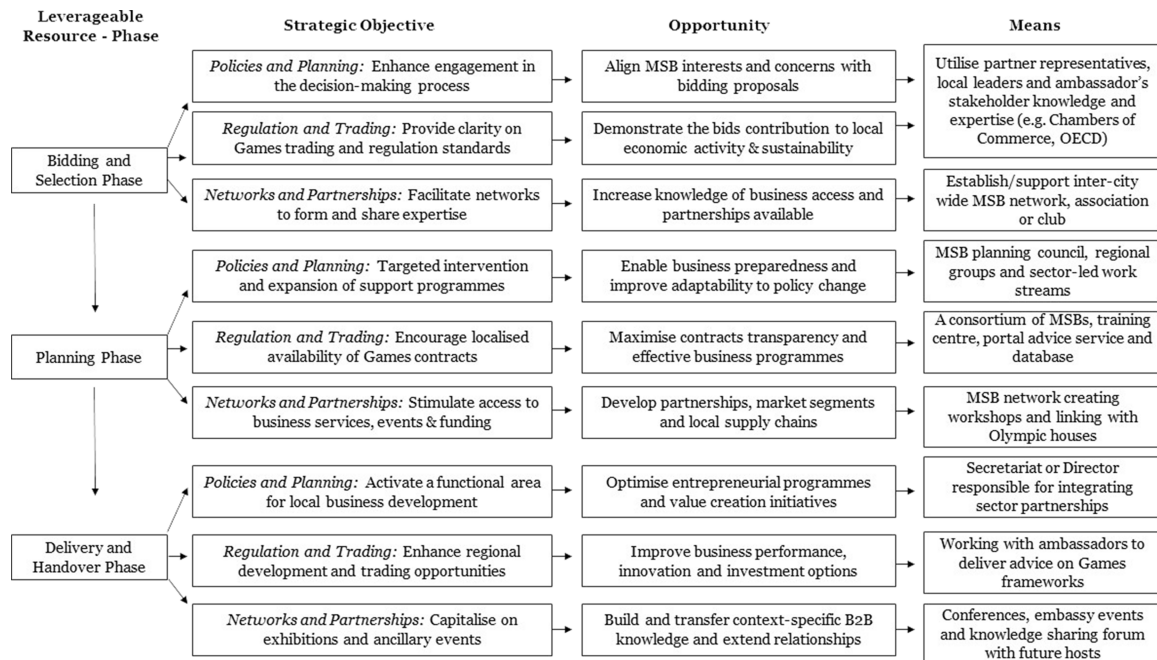 Leverageable
Resource - Phase
Strategic Objective
Opportunity
Means
Bidding and
Selection Phase
Policies and Planning: Enhance engagement in
the decision-making process
Align MSB interests and concerns with
bidding proposals
Utilise partner representatives,
local leaders and ambassador's
stakeholder knowledge and
expertise (e.g. Chambers of
Commerce, OECD)
Regulation and Trading: Provide clarity on
Games trading and regulation standards
Demonstrate the bids contribution to local
economic activity & sustainability
Networks and Partnerships: Facilitate networks
to form and share expertise
Increase knowledge of business access and
partnerships available
Establish/support inter-city
wide MSB network, association
or club
Planning Phase
Policies and Planning: Targeted intervention
and expansion of support programmes
Enable business preparedness and
improve adaptability to policy change
MSB planning council, regional
groups and sector-led work
streams
Regulation and Trading: Encourage localised
availability of Games contracts
Maximise contracts transparency and
effective business programmes
A consortium of MSBs, training
centre, portal advice service and
database
Networks and Partnerships: Stimulate access to
business services, events & funding
Develop partnerships, market segments
and local supply chains
MSB network creating
workshops and linking with
Olympic houses
Delivery and
Handover Phase
Policies and Planning: Activate a functional area
for local business development
Optimise entrepreneurial programmes
and value creation initiatives
Secretariat or Director
responsible for integrating
sector partnerships
Regulation and Trading: Enhance regional
development and trading opportunities
Improve business performance,
innovation and investment options
Working with ambassadors to
deliver advice on Games
frameworks
Networks and Partnerships: Capitalise on
exhibitions and ancillary events
Build and transfer context-specific B2B
knowledge and extend relationships
Conferences, embassy events
and knowledge sharing forum
with future hosts